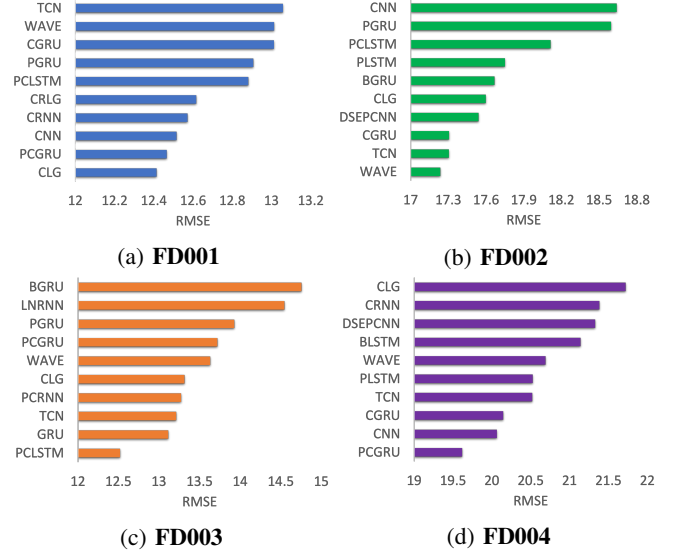 TCN
WAVE
CGRU
PGRU
PCLSTM
CRLG
CRNN
CNN
PCGRU
CLG
12 12.2 12.4 12.6 12.8 13 13.2
RMSE
(a) FD001
CNN
PGRU
PCLSTM
PLSTM
BGRU
CLG
DSEPCNN
CGRU
TCN
WAVE
17 17.3 17.6 17.9 18.2 18.5 18.8
RMSE
(b) FD002
BGRU
LNRNN
PGRU
PCGRU
WAVE
CLG
PCRNN
TCN
GRU
PCLSTM
12 12.5 13 13.5 14 14.5 15
RMSE
(c) FD003
CLG
CRNN
DSEPCNN
BLSTM
WAVE
PLSTM
TCN
CGRU
CNN
PCGRU
19 19.5 20 20.5 21 21.5 22
RMSE
(d) FD004